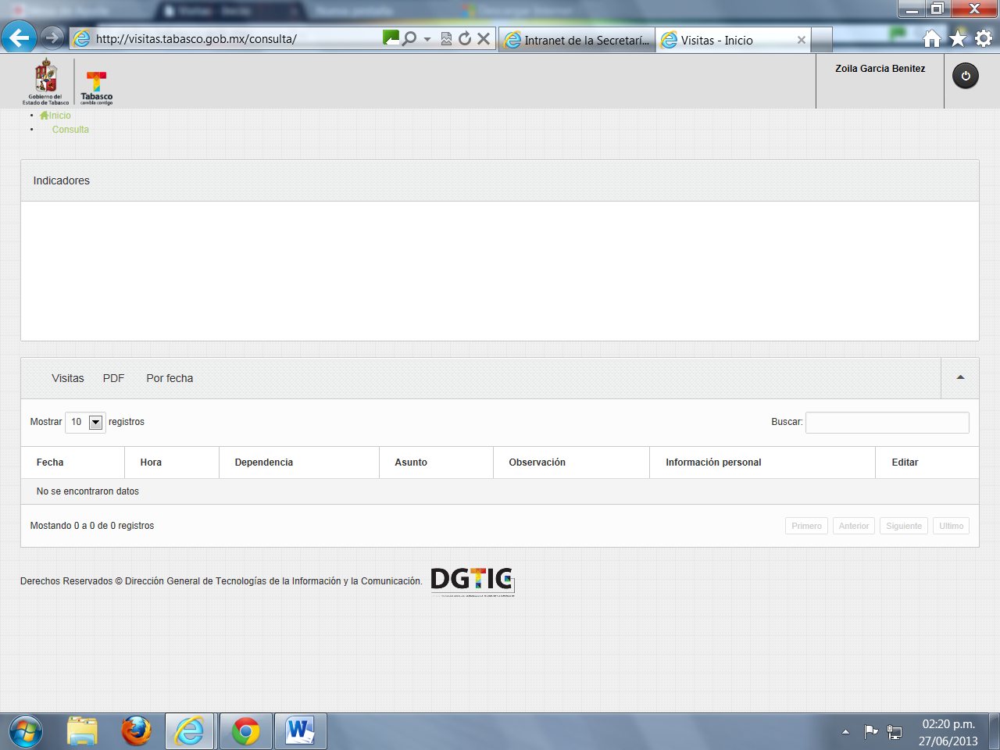 http://visitas.tabasco.gob.mx/consulta/
Intranet de la Secretarí...
Visitas - Inicio
Gobierno del
Estado de Tabasco
Tabasco
cambia contigo
Zoila Garcia Benitez
Inicio
Consulta
Indicadores
Visitas PDF Por fecha
Mostrar 10 registros
Buscar:
Fecha Hora Dependencia Asunto Observación Información personal Editar
No se encontraron datos
Mostando 0 a 0 de 0 registros
Primero Anterior Siguiente Ultimo
Derechos Reservados © Dirección General de Tecnologías de la Información y la Comunicación.
DGTIC
02:20 p.m.
27/06/2013